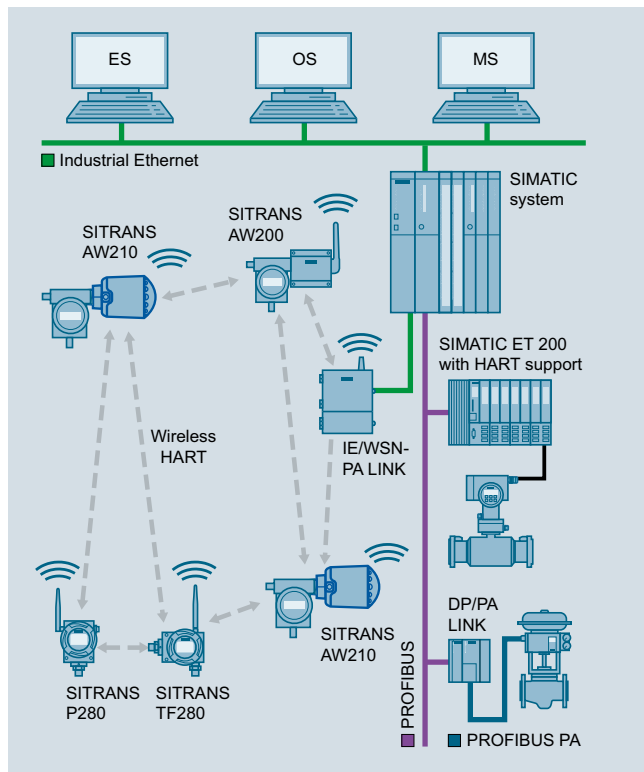 ES
OS
MS
Industrial Ethernet
SIMATIC
system
SITRANS
AW200
SITRANS
AW210
SIMATIC ET 200
with HART support
Wireless
HART
IE/WSN-
PA LINK
DP/PA
LINK
SITRANS
AW210
SITRANS
P280
SITRANS
TF280
PROFIBUS
PROFIBUS PA